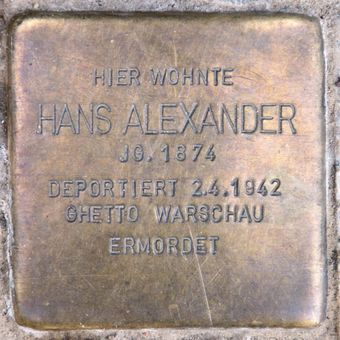 HIER WOHNTE
HANS ALEXANDER
JG. 1874
DEPORTIERT 2.4.1942
GHETTO WARSCHAU
ERMORDET